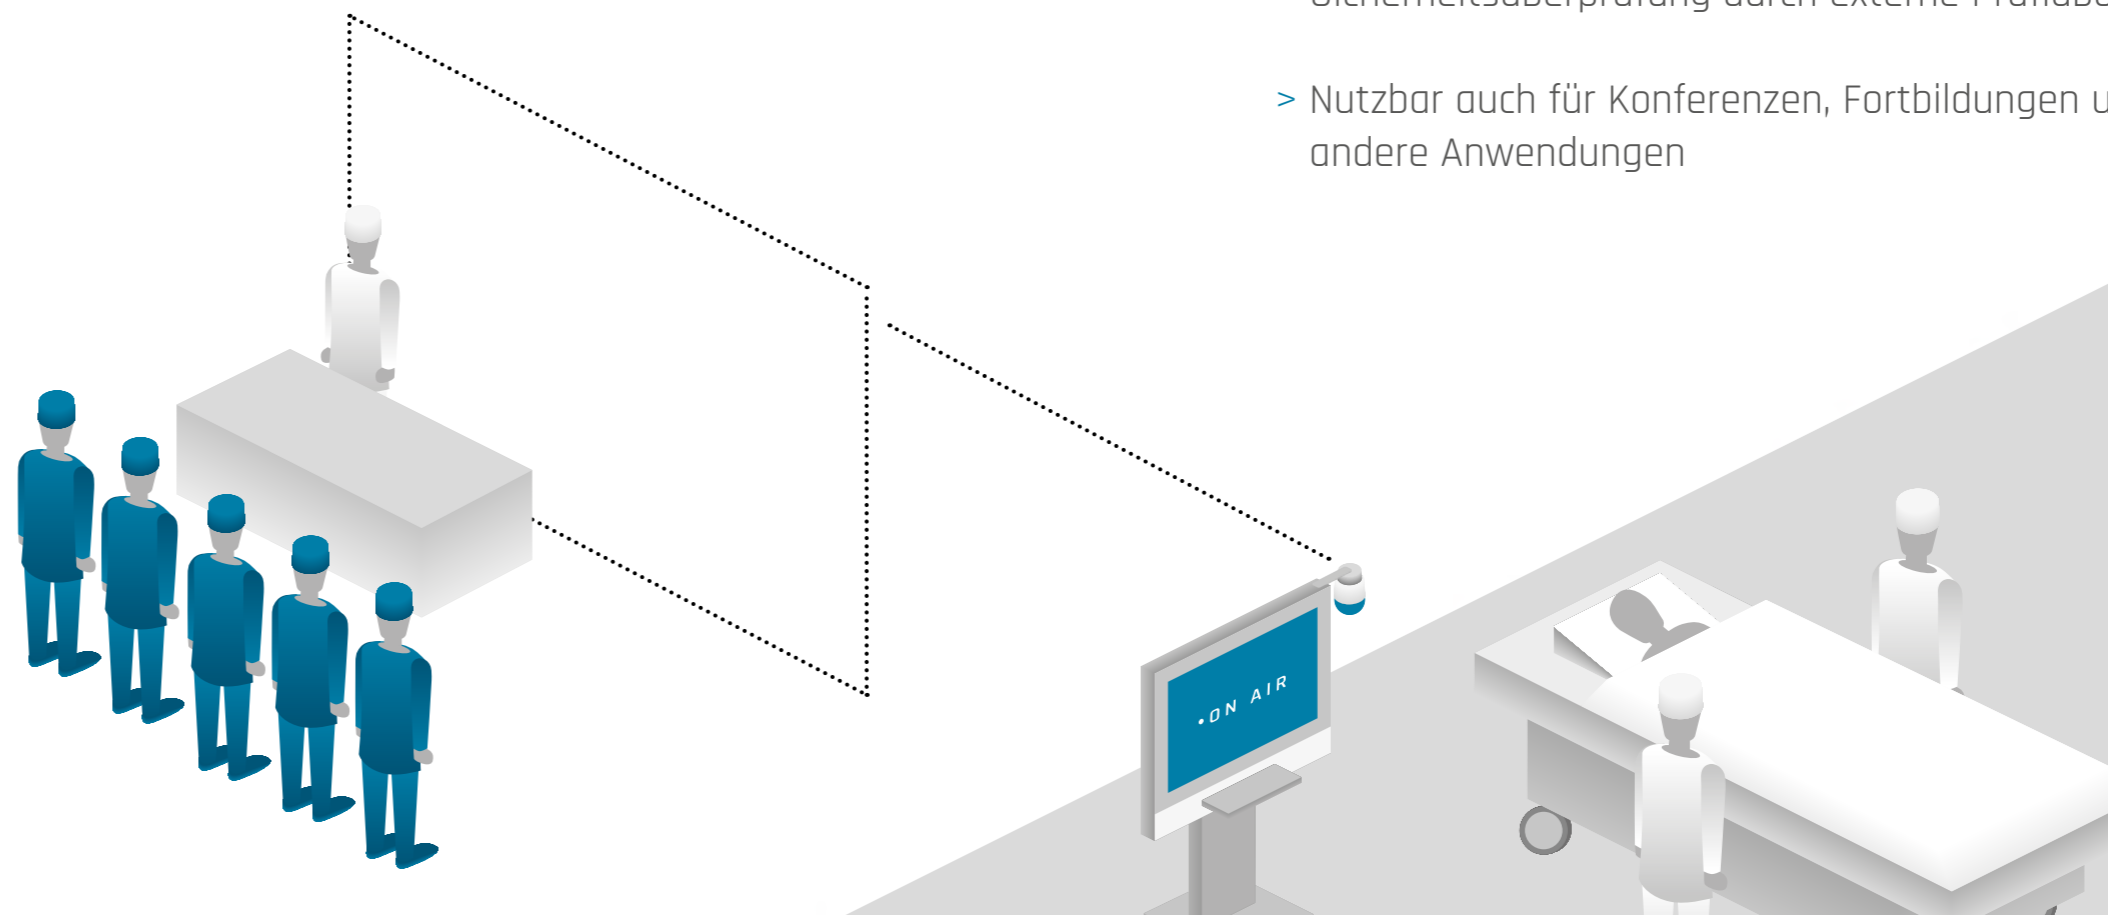 > Nutzbar auch für Konferenzen, Fortbildungen
andere Anwendungen
•ON AIR